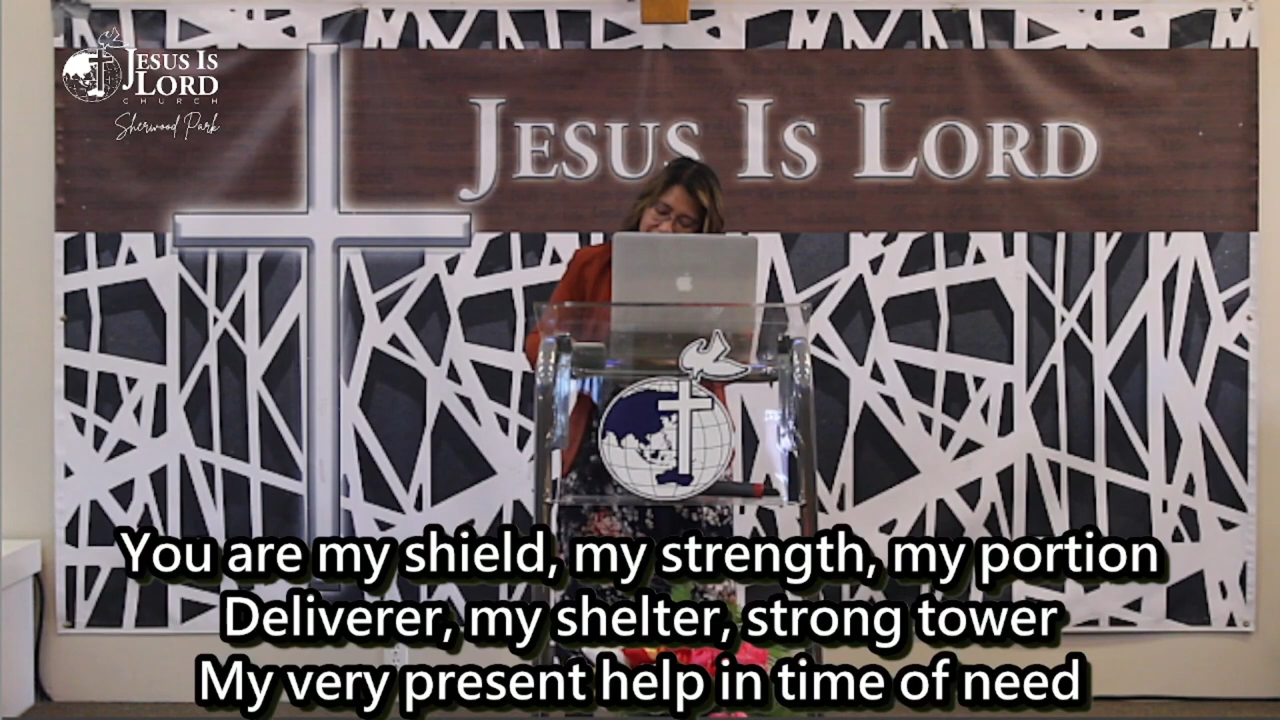 JESUS IS
LORD
CHURCH
Sherwood Park
JESUS IS LORD
You are my shield, my strength, my portion
Deliverer, my shelter, strong tower
My very present help in time of need